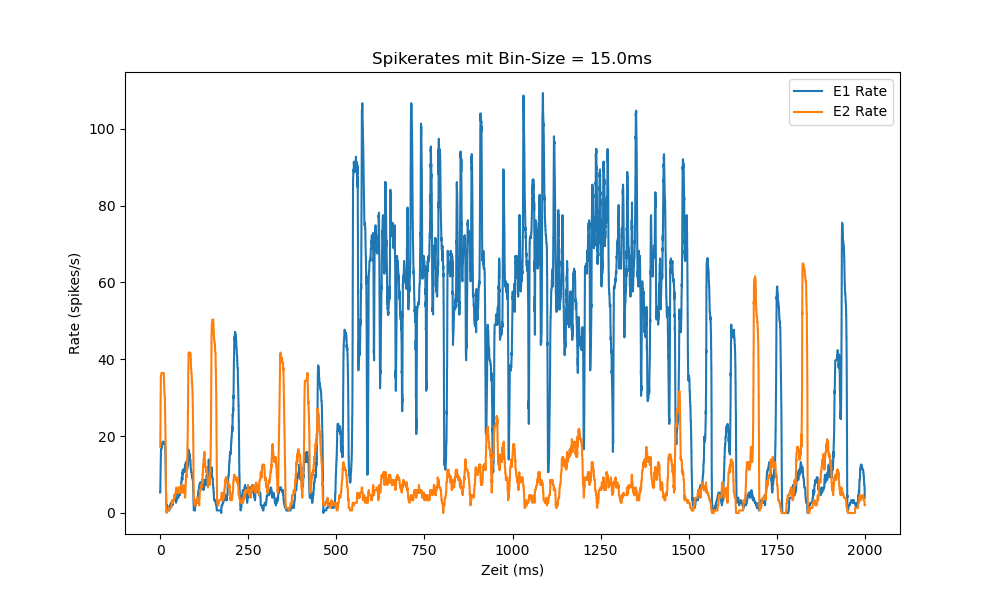 Spikerates mit Bin-Size = 15.0ms
E1 Rate
E2 Rate
Rate (spikes/s)
100
80
60
40
20
0
0 250 500 750 1000 1250 1500 1750 2000
Zeit (ms)